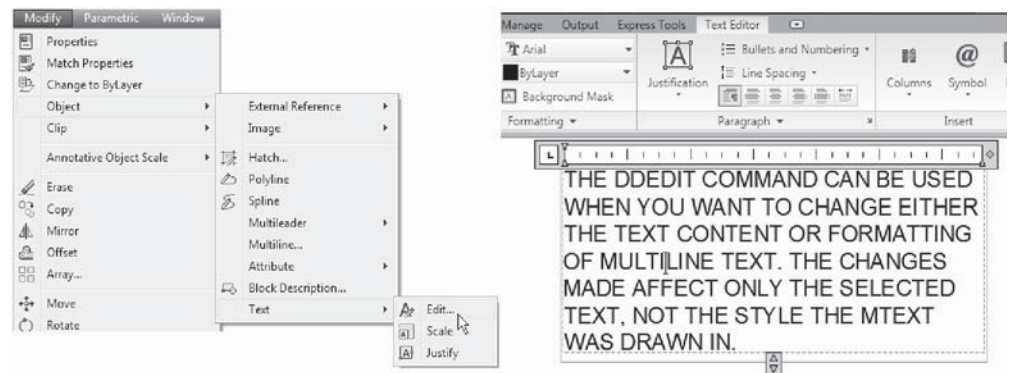 Modify Parametric Window
Properties
Match Properties
Change to ByLayer
Object
Clip
Annotative Object Scale
Erase
Copy
Mirror
Offset
Array...
Move
Rotate
External Reference
Image
Hatch...
Polyline
Spline
Multileader
Multiline...
Attribute
Block Description...
Text
Edit...
Scale
Justify
Manage Output Express Tools Text Editor
Arial
ByLayer
Background Mask
Formatting
A
Justification
Bullets and Numbering
Line Spacing
Paragraph
Columns
@
Symbol
Insert
L
THE DDEDIT COMMAND CAN BE USED
WHEN YOU WANT TO CHANGE EITHER
THE TEXT CONTENT OR FORMATTING
OF MULTILINE TEXT. THE CHANGES
MADE AFFECT ONLY THE SELECTED
TEXT, NOT THE STYLE THE MTEXT
WAS DRAWN IN.